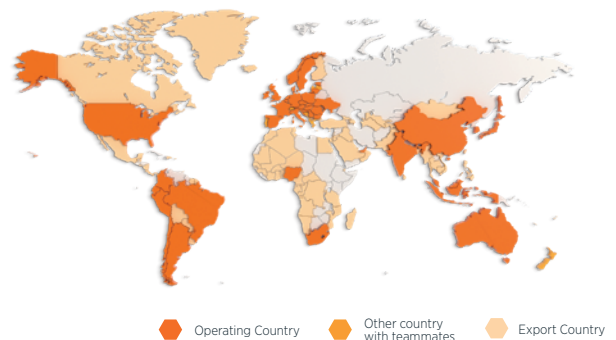 Operating Country
Other country
with teammates
Export Country